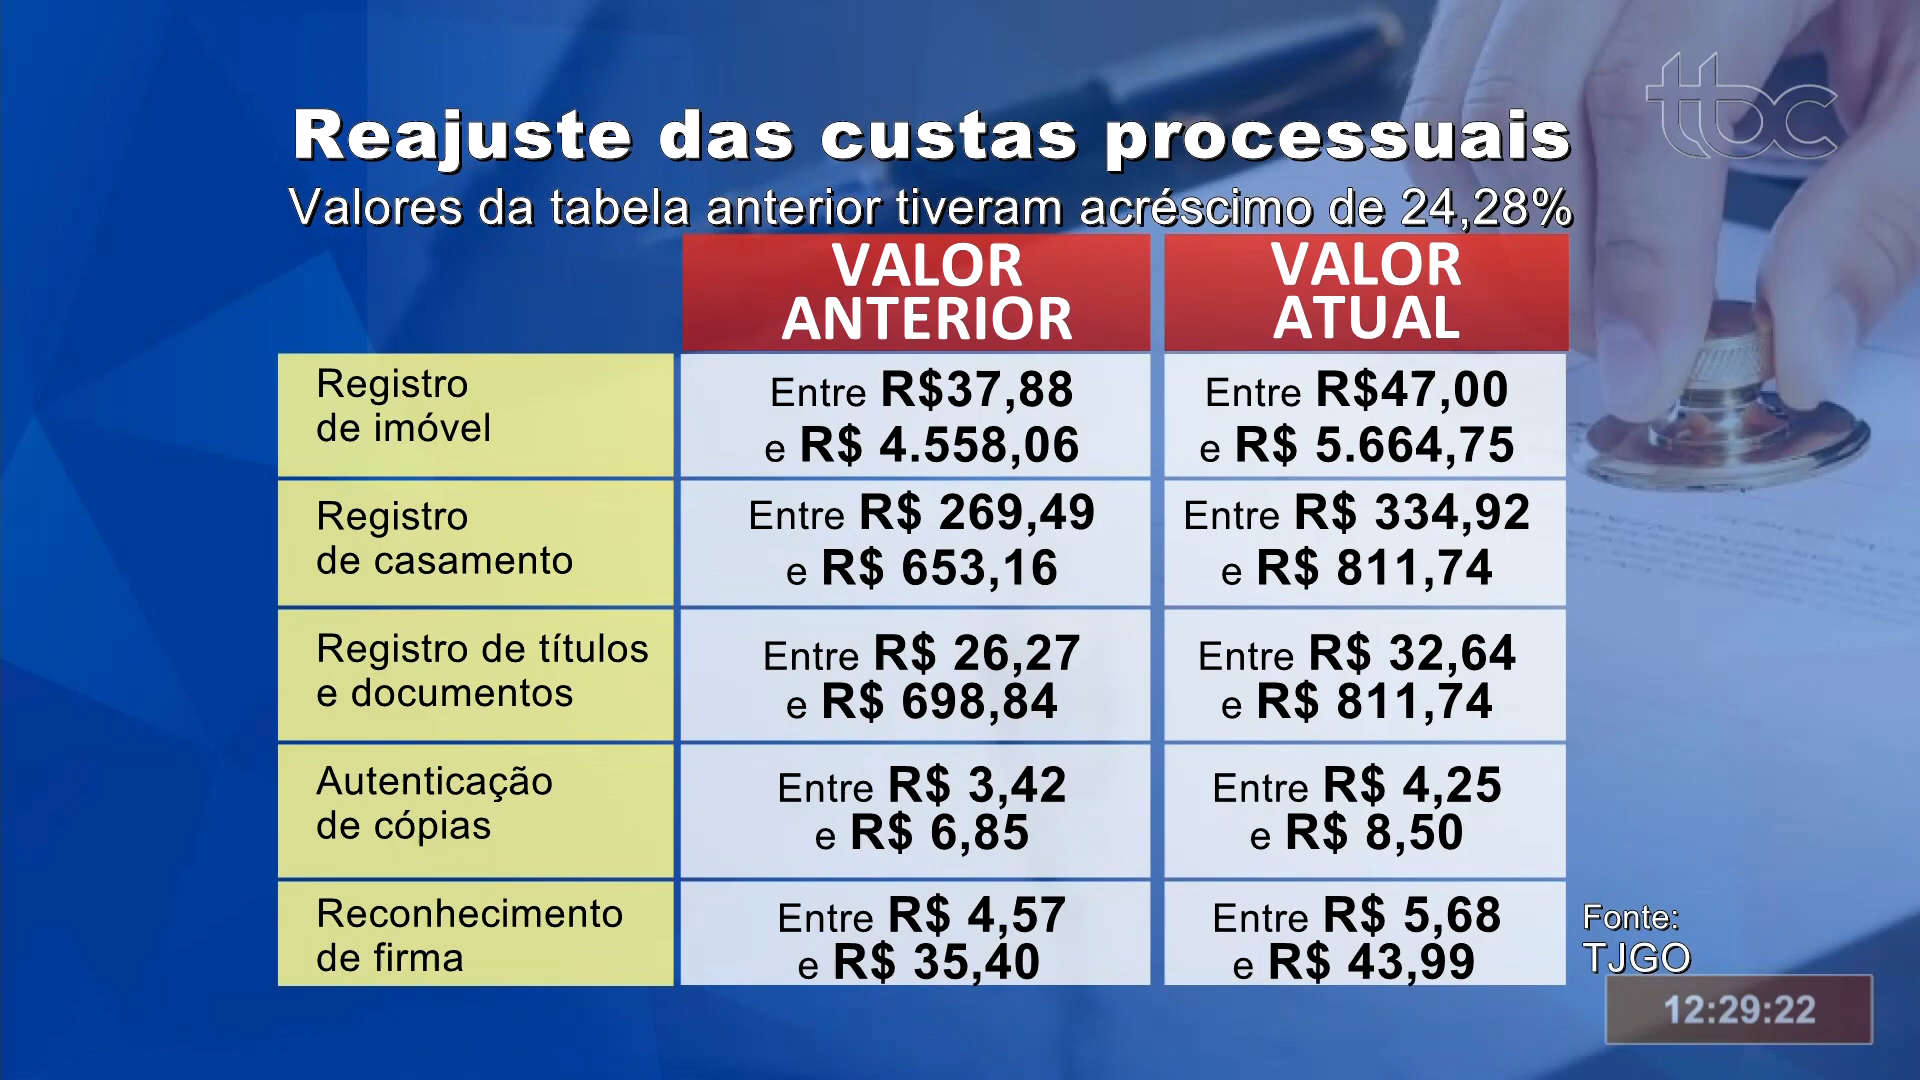 tbc
Reajuste das custas processuais
Valores da tabela anterior tiveram acréscimo de 24,28%
VALOR
ANTERIOR
VALOR
ATUAL
Registro
de imóvel
Entre R$37,88
e R$ 4.558,06
Entre R$47,00
e R$ 5.664,75
Registro
de casamento
Entre R$ 269,49
e R$ 653,16
Entre R$ 334,92
e R$ 811,74
Registro de títulos
e documentos
Entre R$ 26,27
e R$ 698,84
Entre R$ 32,64
e R$ 811,74
Autenticação
de cópias
Entre R$ 3,42
e R$ 6,85
Entre R$ 4,25
e R$ 8,50
Reconhecimento
de firma
Entre R$ 4,57
e R$ 35,40
Entre R$ 5,68
e R$ 43,99
Fonte:
TJGO
12:29:22